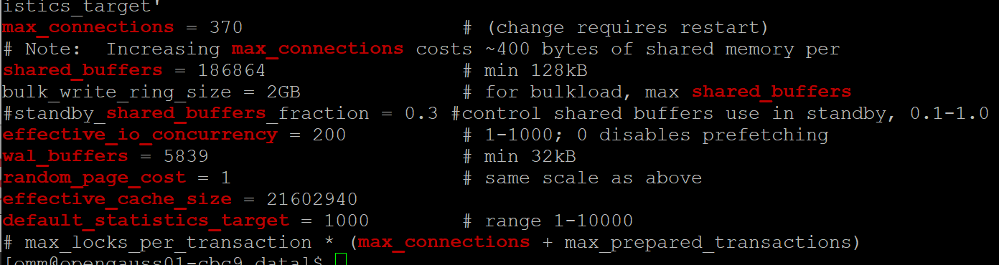 istics_target'
max_connections = 370 # (change requires restart)
# Note: Increasing max_connections costs ~400 bytes of shared memory per
shared_buffers = 186864 # min 128kB
bulk_write_ring_size = 2GB # for bulkload, max shared_buffers
#standby_shared_buffers_fraction = 0.3 #control shared buffers use in standby, 0.1-1.0
effective_io_concurrency = 200 # 1-1000; 0 disables prefetching
wal_buffers = 5839 # min 32kB
random_page_cost = 1 # same scale as above
effective_cache_size = 21602940
default_statistics_target = 1000 # range 1-10000
# max_locks_per_transaction * (max_connections + max_prepared_transactions)
[omm@opengauss01-cbc9 data]$